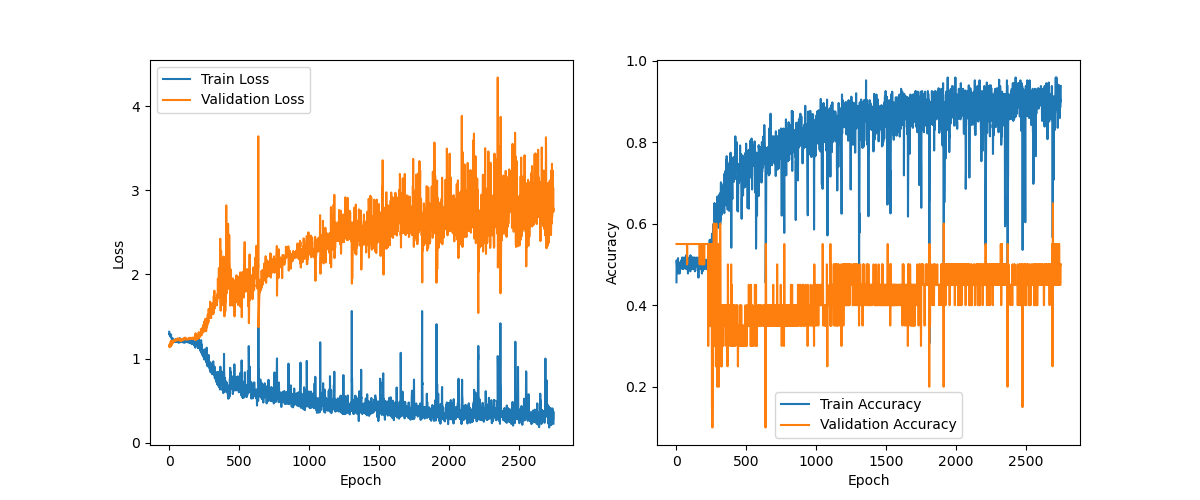 Train Loss
Validation Loss
4
3
2
1
0
Loss
0 500 1000 1500 2000 2500
Epoch
1.0
0.8
0.6
0.4
0.2
Accuracy
Train Accuracy
Validation Accuracy
0 500 1000 1500 2000 2500
Epoch